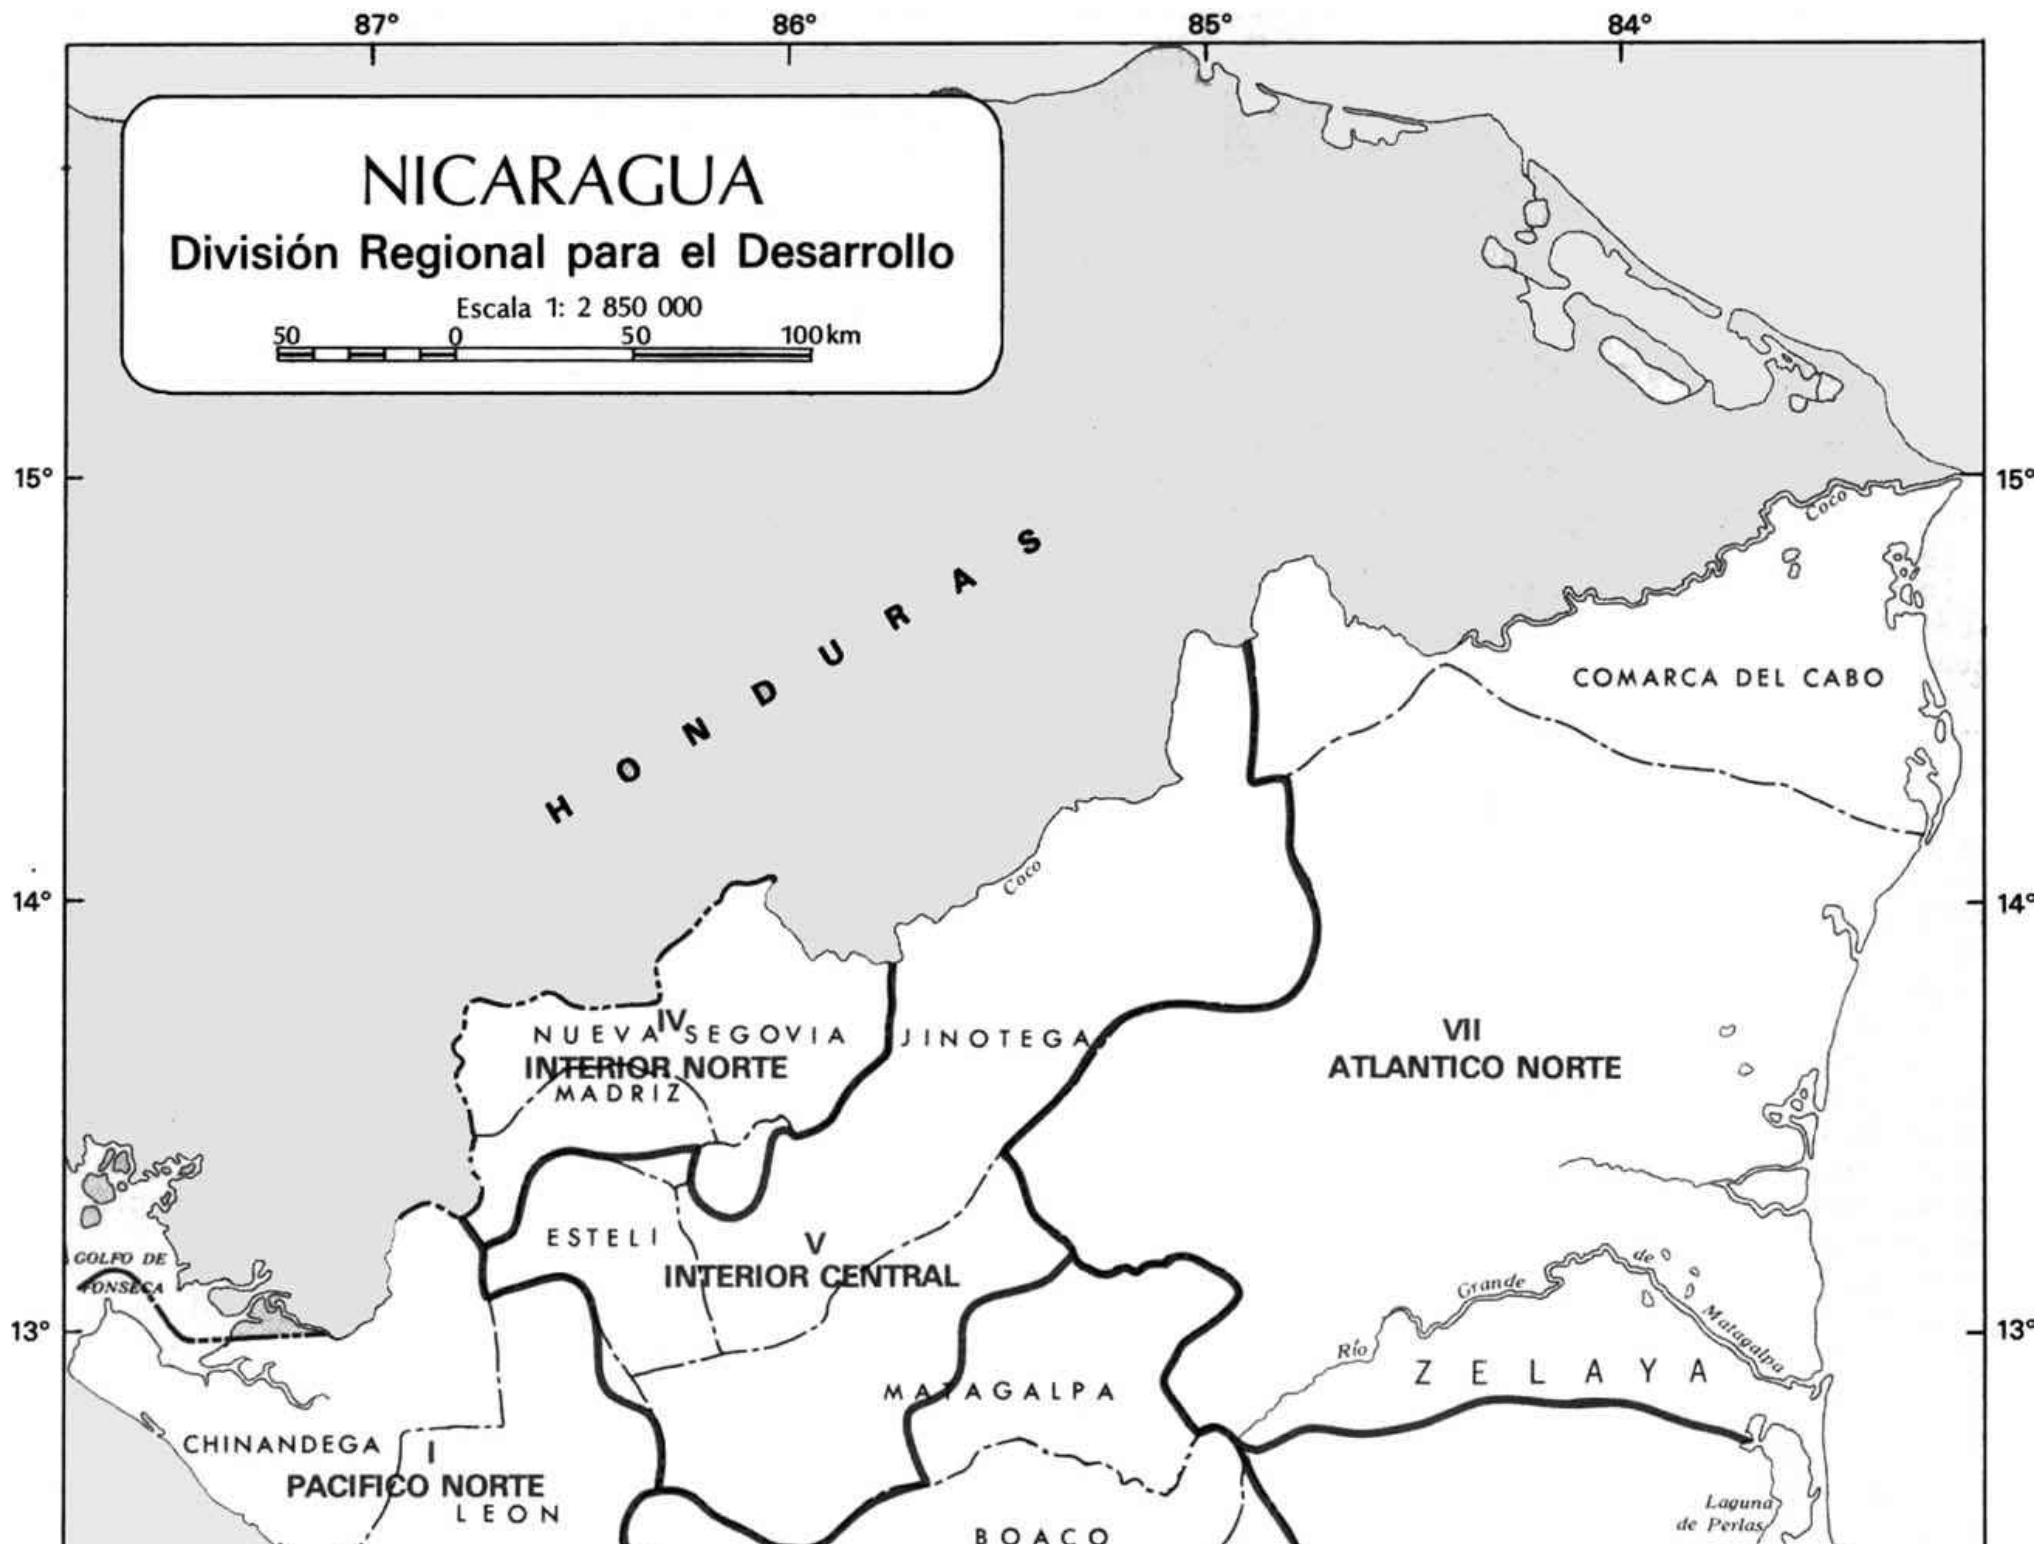 87° 86° 85° 84°
NICARAGUA
División Regional para el Desarrollo
Escala 1: 2 850 000
50 0 50 100 km
15° 15°
Coco
HONDURAS
COMARCA DEL CABO
Coco
14° 14°
IV
NUEVA SEGOVIA
JINOTEGA
VII
INTERIOR NORTE
ATLANTICO NORTE
MADRIZ
ESTELI
V
GOLFO DE
FONSECA
INTERIOR CENTRAL
Río Grande de Matagalpa
13° 13°
ZELAYA
MATAGALPA
CHINANDEGA
I
PACIFICO NORTE
LEON
Laguna
de Perlas
BOACO